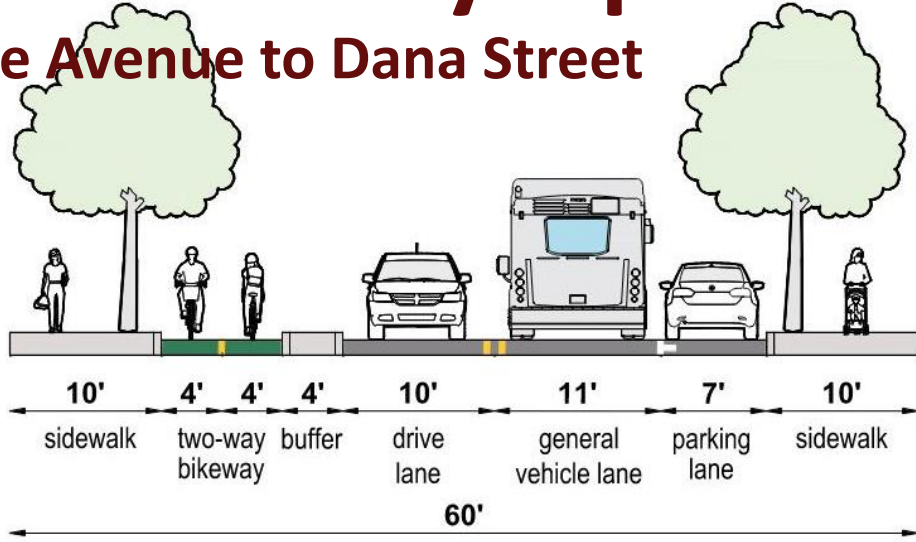 e Avenue to Dana Street
10' 4' 4' 4' 10' 11' 7' 10'
sidewalk two-way buffer drive general parking sidewalk
bikeway lane vehicle lane lane
60'